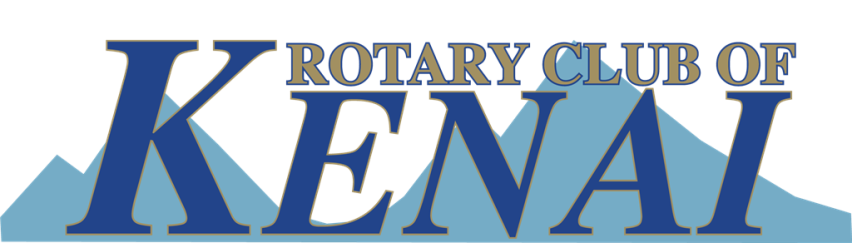 ROTARY CLUB OF
KENAI